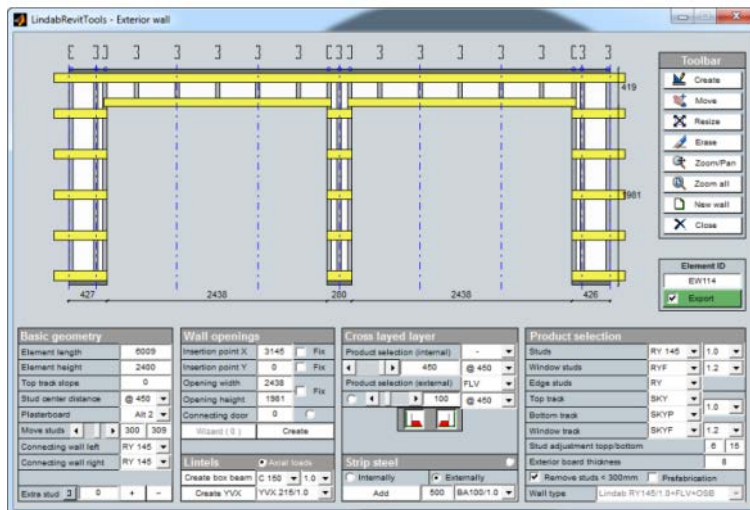 LindabRevitTools - Exterior wall
419
1981
427
2438
280
2438
426
Toolbar
Create
Move
Resize
Erase
Zoom/Pan
Zoom all
New wall
Close
Element ID
EW114
Export
Basic geometry
Element length 6009
Element height 2400
Top track slope 0
Stud center distance @ 450
Plasterboard Alt 2
Move studs 300 309
Connecting wall left RY 145
Connecting wall right RY 145
Extra stud 0 + -
Wall openings
Insertion point X 3145 Fix
Insertion point Y 0 Fix
Opening width 2438
Fix
Opening height 1981
Connecting door 0
Wizard ( 0 ) Create
Lintels Axial loads
Create box beam C 150 1.0
Create YVX YVX.215/1.0
Cross layed layer
Product selection (internal) -
450 @ 450
Product selection (external) FLV
100 @ 450
Strip steel
Internally Externally
Add 500 BA100/1.0
Product selection
Studs RY 145 1.0
Window studs RYF 1.2
Edge studs RY
Top track SKY
1.0
Bottom track SKYP
Window track SKYF 1.2
Stud adjustment topp/bottom 6 15
Exterior board thickness 8
Remove studs < 300mm Prefabrication
Wall type Lindab RY145/1.0+FLV+OSB